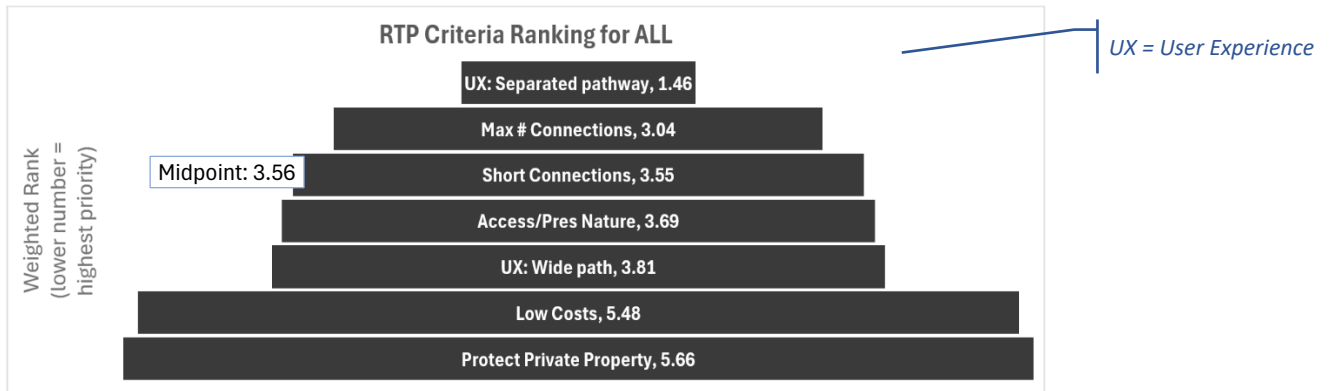 RTP Criteria Ranking for ALL
UX = User Experience
UX: Separated pathway, 1.46
Max # Connections, 3.04
Midpoint: 3.56
Short Connections, 3.55
Access/Pres Nature, 3.69
UX: Wide path, 3.81
Low Costs, 5.48
Protect Private Property, 5.66
Weighted Rank
(lower number =
highest priority)